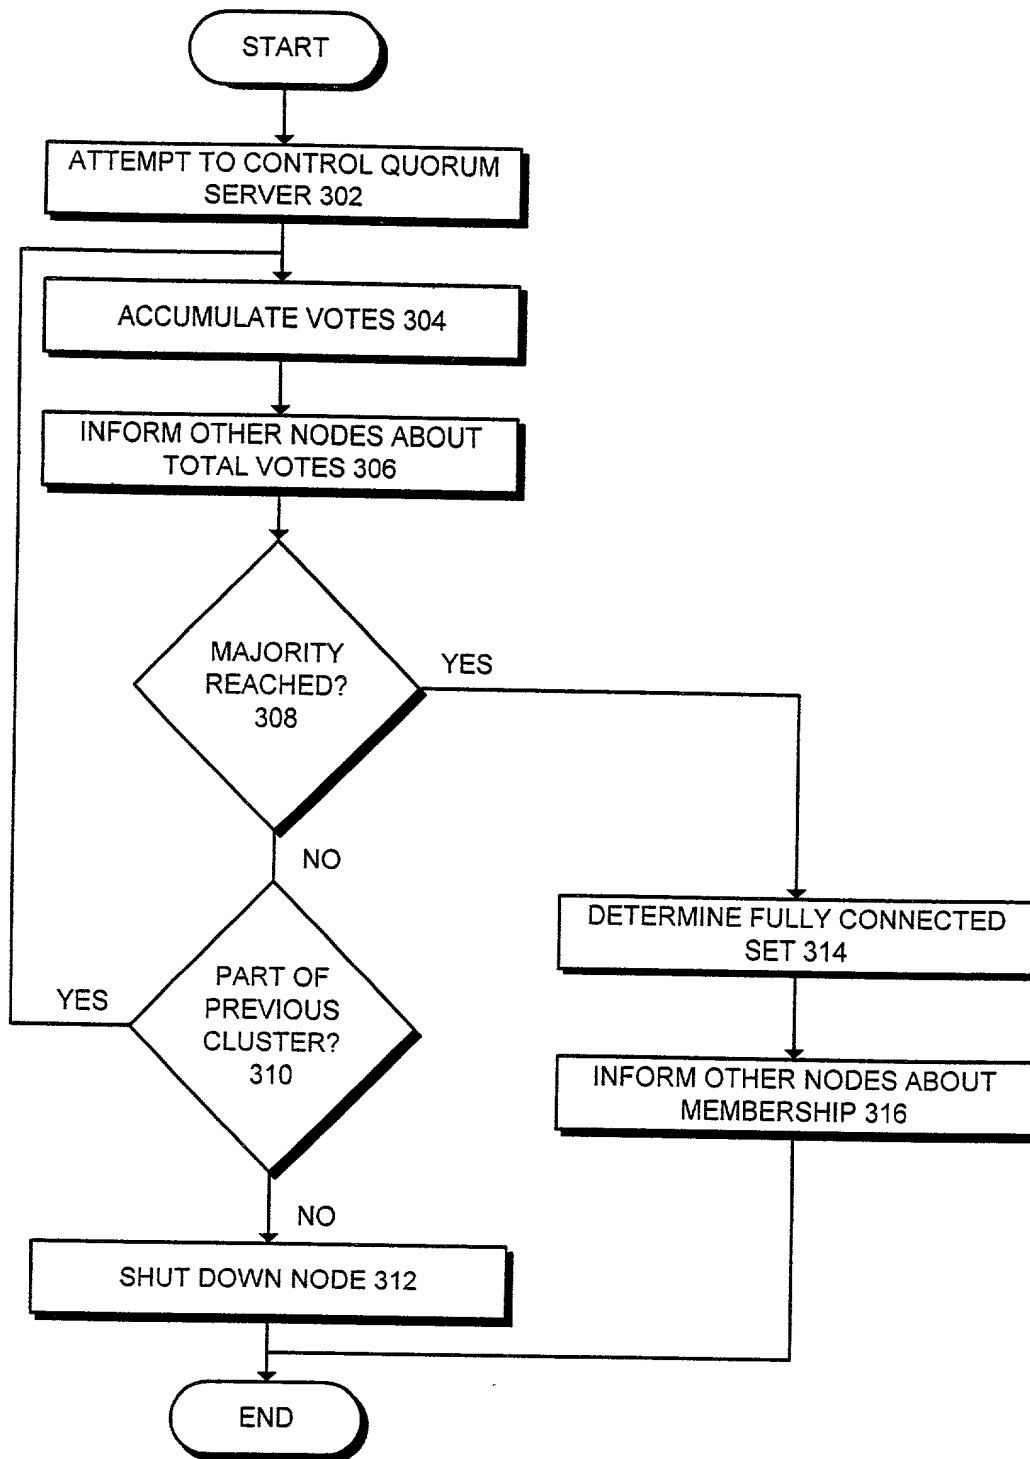 START
ATTEMPT TO CONTROL QUORUM
SERVER 302
ACCUMULATE VOTES 304
INFORM OTHER NODES ABOUT
TOTAL VOTES 306
MAJORITY
REACHED?
308
YES
NO
DETERMINE FULLY CONNECTED
SET 314
PART OF
PREVIOUS
CLUSTER?
310
YES
INFORM OTHER NODES ABOUT
MEMBERSHIP 316
NO
SHUT DOWN NODE 312
END